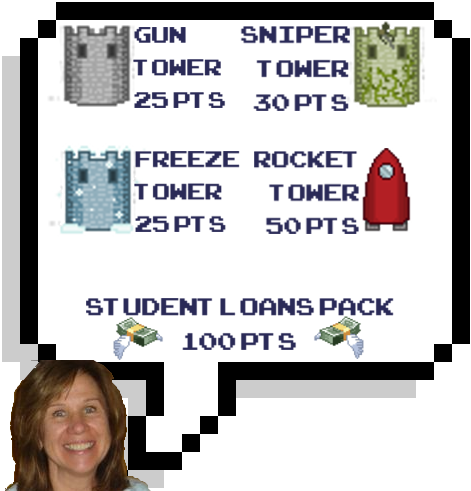 GUN
TOWER
25 PTS
SNIPER
TOWER
30 PTS
FREEZE
TOWER
25 PTS
ROCKET
TOWER
50 PTS
STUDENT LOANS PACK
100 PTS